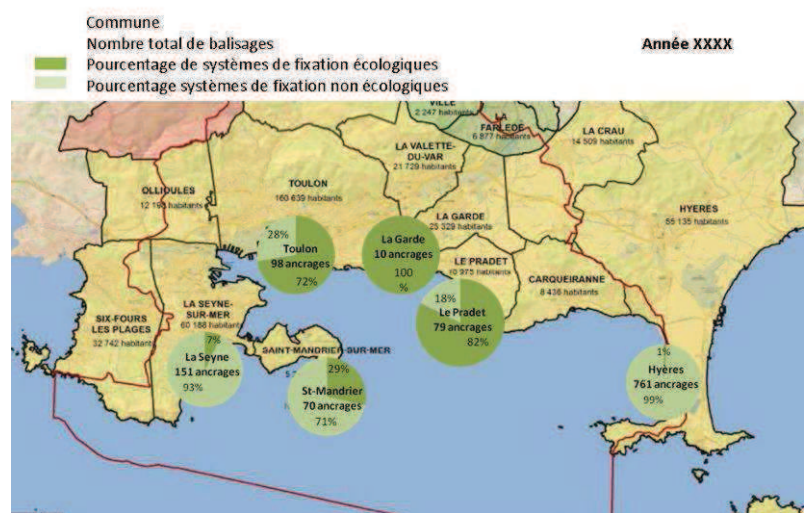 Commune
Nombre total de balisages
Année XXXX
Pourcentage de systèmes de fixation écologiques
Pourcentage systèmes de fixation non écologiques
VILLE
2 247 habitants
LA
FARLEDE
6 877 habitants
LA CRAU
14 509 habitants
LA VALETTE-
DU-VAR
21 729 habitants
OLLIOULES
habitants
TOULON
160 639 habitants
LA GARDE
25 329 habitants
HYERES
55 135 habitants
28%
Toulon
98 ancrages
72%
La Garde
10 ancrages
100
%
LE PRADET
10 975 habitants
CARQUEIRANNE
8 436 habitants
18%
Le Pradet
79 ancrages
82%
SIX-FOURS
LES PLAGES
32 742 habitants
LA SEYNE-
SUR-MER
60 188 habitant
7%
La Seyne
151 ancrages
93%
SAINT-MANDRIER-SUR-MER
29%
St-Mandrier
70 ancrages
71%
1%
Hyères
761 ancrages
99%